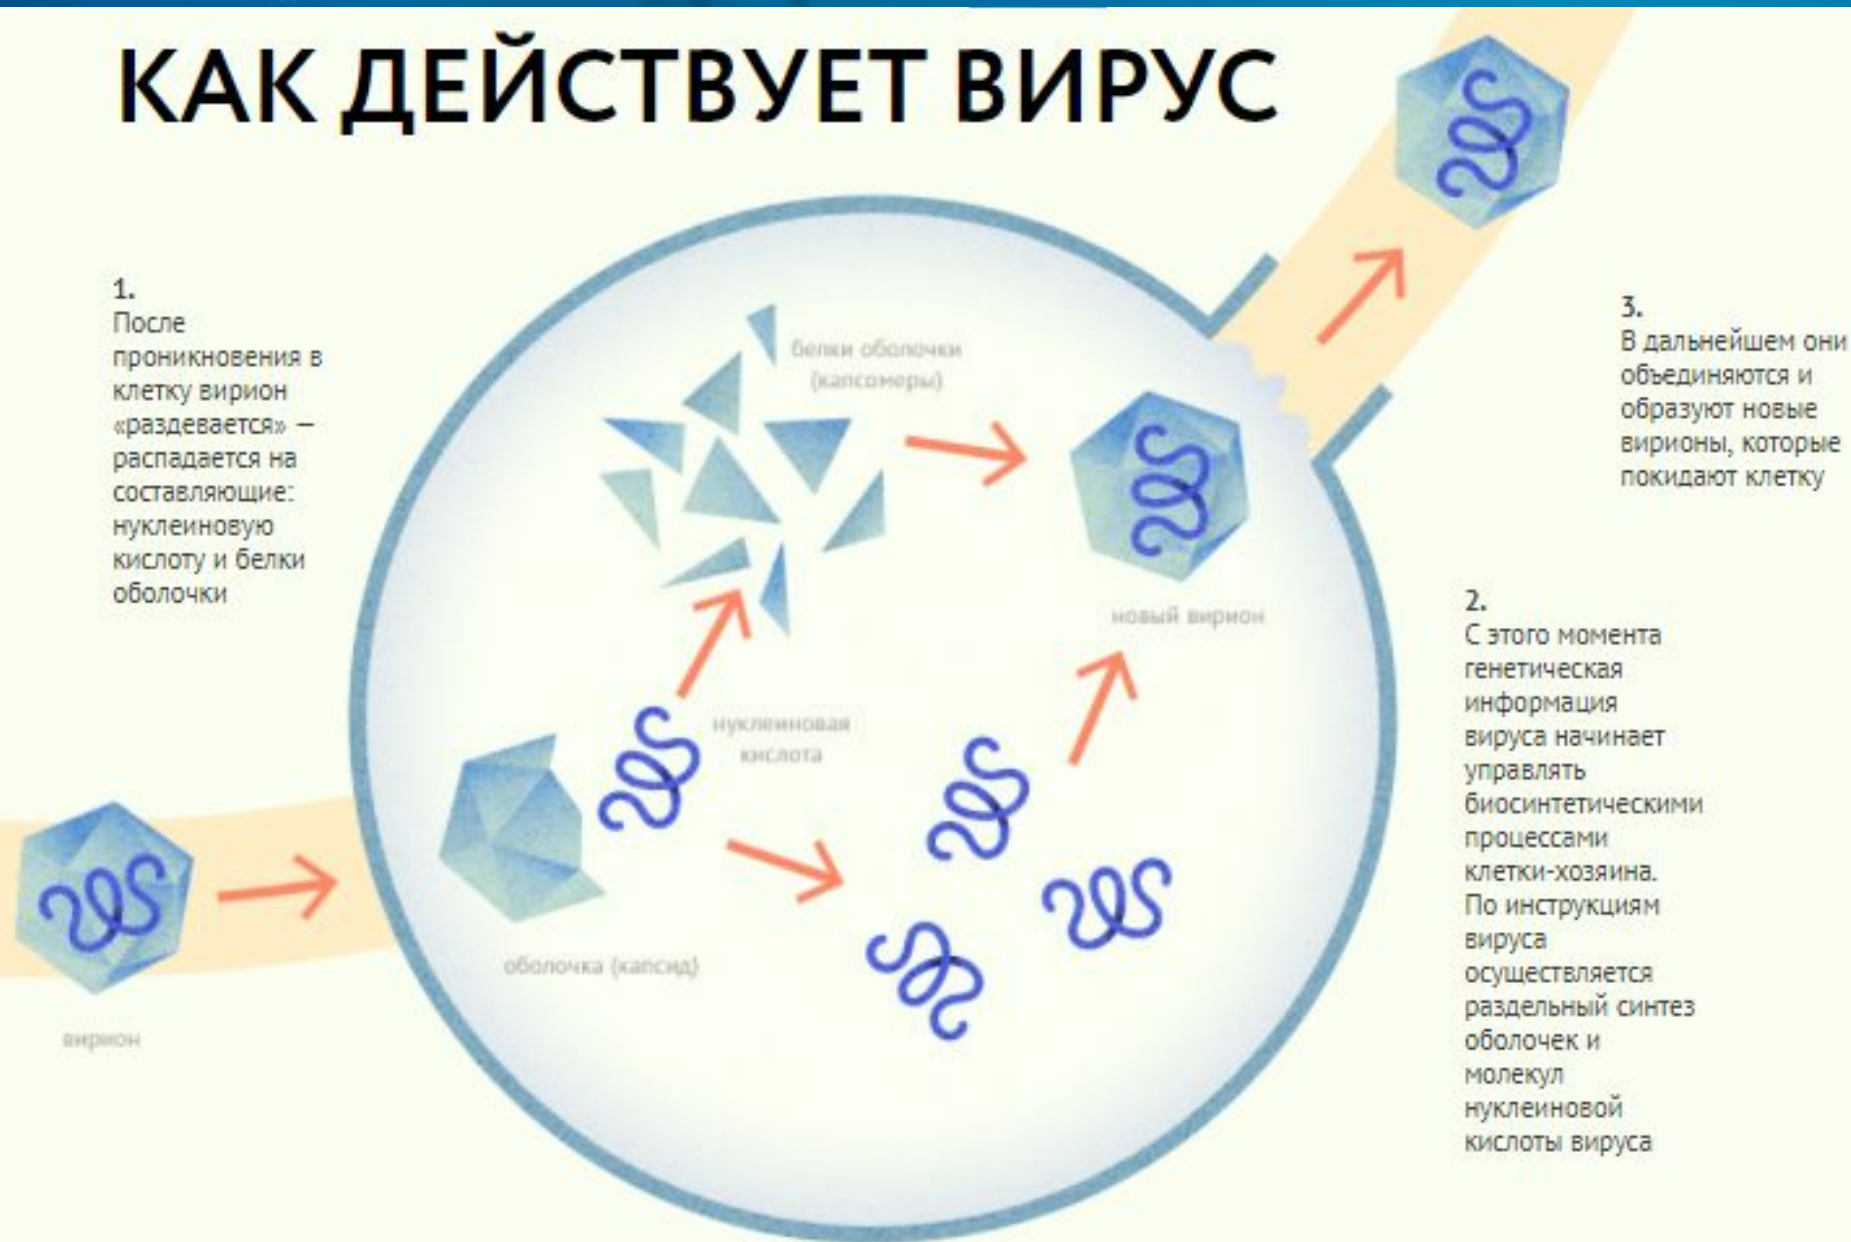 КАК ДЕЙСТВУЕТ ВИРУС
1.
После
проникновения в
клетку вирион
«раздевается» —
распадается на
составляющие:
нуклеиновую
кислоту и белки
оболочки
белки оболочки
(капсомеры)
новый вирион
нуклеиновая
кислота
оболочка (капсид)
вирион
3.
В дальнейшем они
объединяются и
образуют новые
вирионы, которые
покидают клетку
2.
С этого момента
генетическая
информация
вируса начинает
управлять
биосинтетическими
процессами
клетки-хозяина.
По инструкциям
вируса
осуществляется
раздельный синтез
оболочек и
молекул
нуклеиновой
кислоты вируса